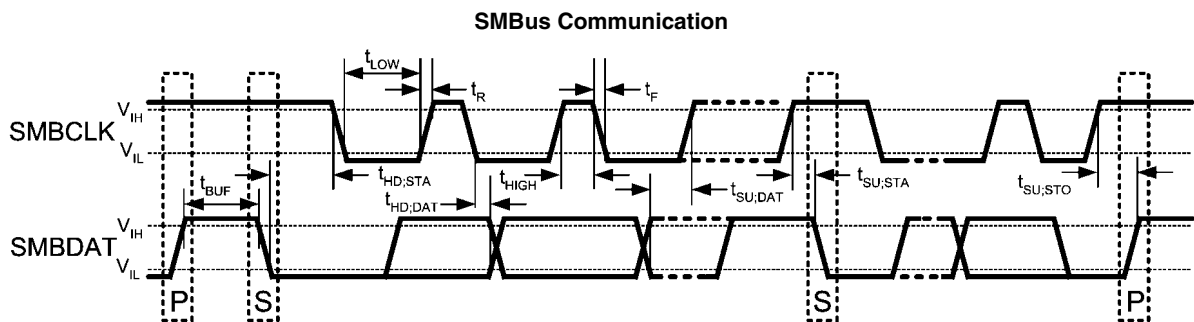 SMBus Communication
tLOW
tR
tF
VIH
SMBCLK
VIL
tBUF
tHD;STA
tHIGH
tHD;DAT
tSU;DAT
tSU;STA
tSU;STO
VIH
SMBDAT
VIL
P
S
S
P